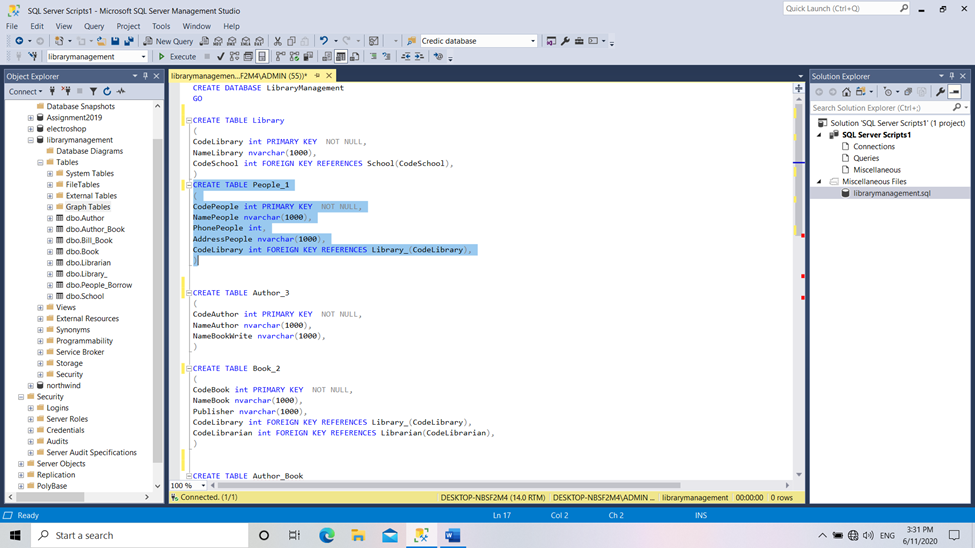 SQL Server Scripts1 - Microsoft SQL Server Management Studio
Quick Launch (Ctrl+Q)
File Edit View Query Project Tools Window Help
New Query
Credic database
librarymanagement
Execute
Object Explorer
Connect
Database Snapshots
Assignment2019
electroshop
librarymanagement
Database Diagrams
Tables
System Tables
FileTables
External Tables
Graph Tables
dbo.Author
dbo.Author_Book
dbo.Bill_Book
dbo.Book
dbo.Librarian
dbo.Library_
dbo.People_Borrow
dbo.School
Views
External Resources
Synonyms
Programmability
Service Broker
Storage
Security
northwind
Security
Logins
Server Roles
Credentials
Audits
Server Audit Specifications
Server Objects
Replication
PolyBase
librarymanagemen...F2M4\ADMIN (55))*
CREATE DATABASE LibraryManagement
GO
CREATE TABLE Library
(
CodeLibrary int PRIMARY KEY NOT NULL,
NameLibrary nvarchar(1000),
CodeSchool int FOREIGN KEY REFERENCES School(CodeSchool),
)
CREATE TABLE People_1
(
CodePeople int PRIMARY KEY NOT NULL,
NamePeople nvarchar(1000),
PhonePeople int,
AddressPeople nvarchar(1000),
CodeLibrary int FOREIGN KEY REFERENCES Library_(CodeLibrary),
)
CREATE TABLE Author_3
(
CodeAuthor int PRIMARY KEY NOT NULL,
NameAuthor nvarchar(1000),
NameBookWrite nvarchar(1000),
)
CREATE TABLE Book_2
(
CodeBook int PRIMARY KEY NOT NULL,
NameBook nvarchar(1000),
Publisher nvarchar(1000),
CodeLibrary int FOREIGN KEY REFERENCES Library_(CodeLibrary),
CodeLibrarian int FOREIGN KEY REFERENCES Librarian(CodeLibrarian),
)
CREATE TABLE Author_Book
100 %
Connected. (1/1)
DESKTOP-NBSF2M4 (14.0 RTM) DESKTOP-NBSF2M4\ADMIN ... librarymanagement 00:00:00 0 rows
Solution Explorer
Search Solution Explorer (Ctrl+;)
Solution 'SQL Server Scripts1' (1 project)
SQL Server Scripts1
Connections
Queries
Miscellaneous
Miscellaneous Files
librarymanagement.sql
Ready
Ln 17 Col 2 Ch 2 INS
Start a search
ENG
3:31 PM
6/11/2020